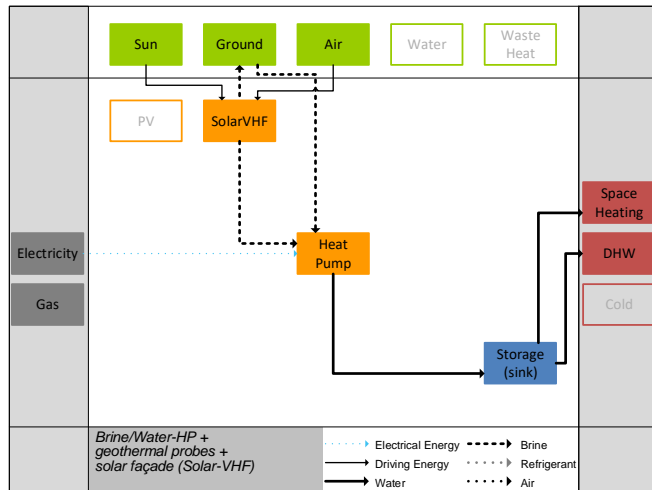 Sun
Ground
Air
Water
Waste
Heat
PV
SolarVHF
Space
Heating
Electricity
Heat
Pump
DHW
Gas
Cold
Storage
(sink)
Brine/Water-HP +
geothermal probes +
solar façade (Solar-VHF)
Electrical Energy
Brine
Driving Energy
Refrigerant
Water
Air